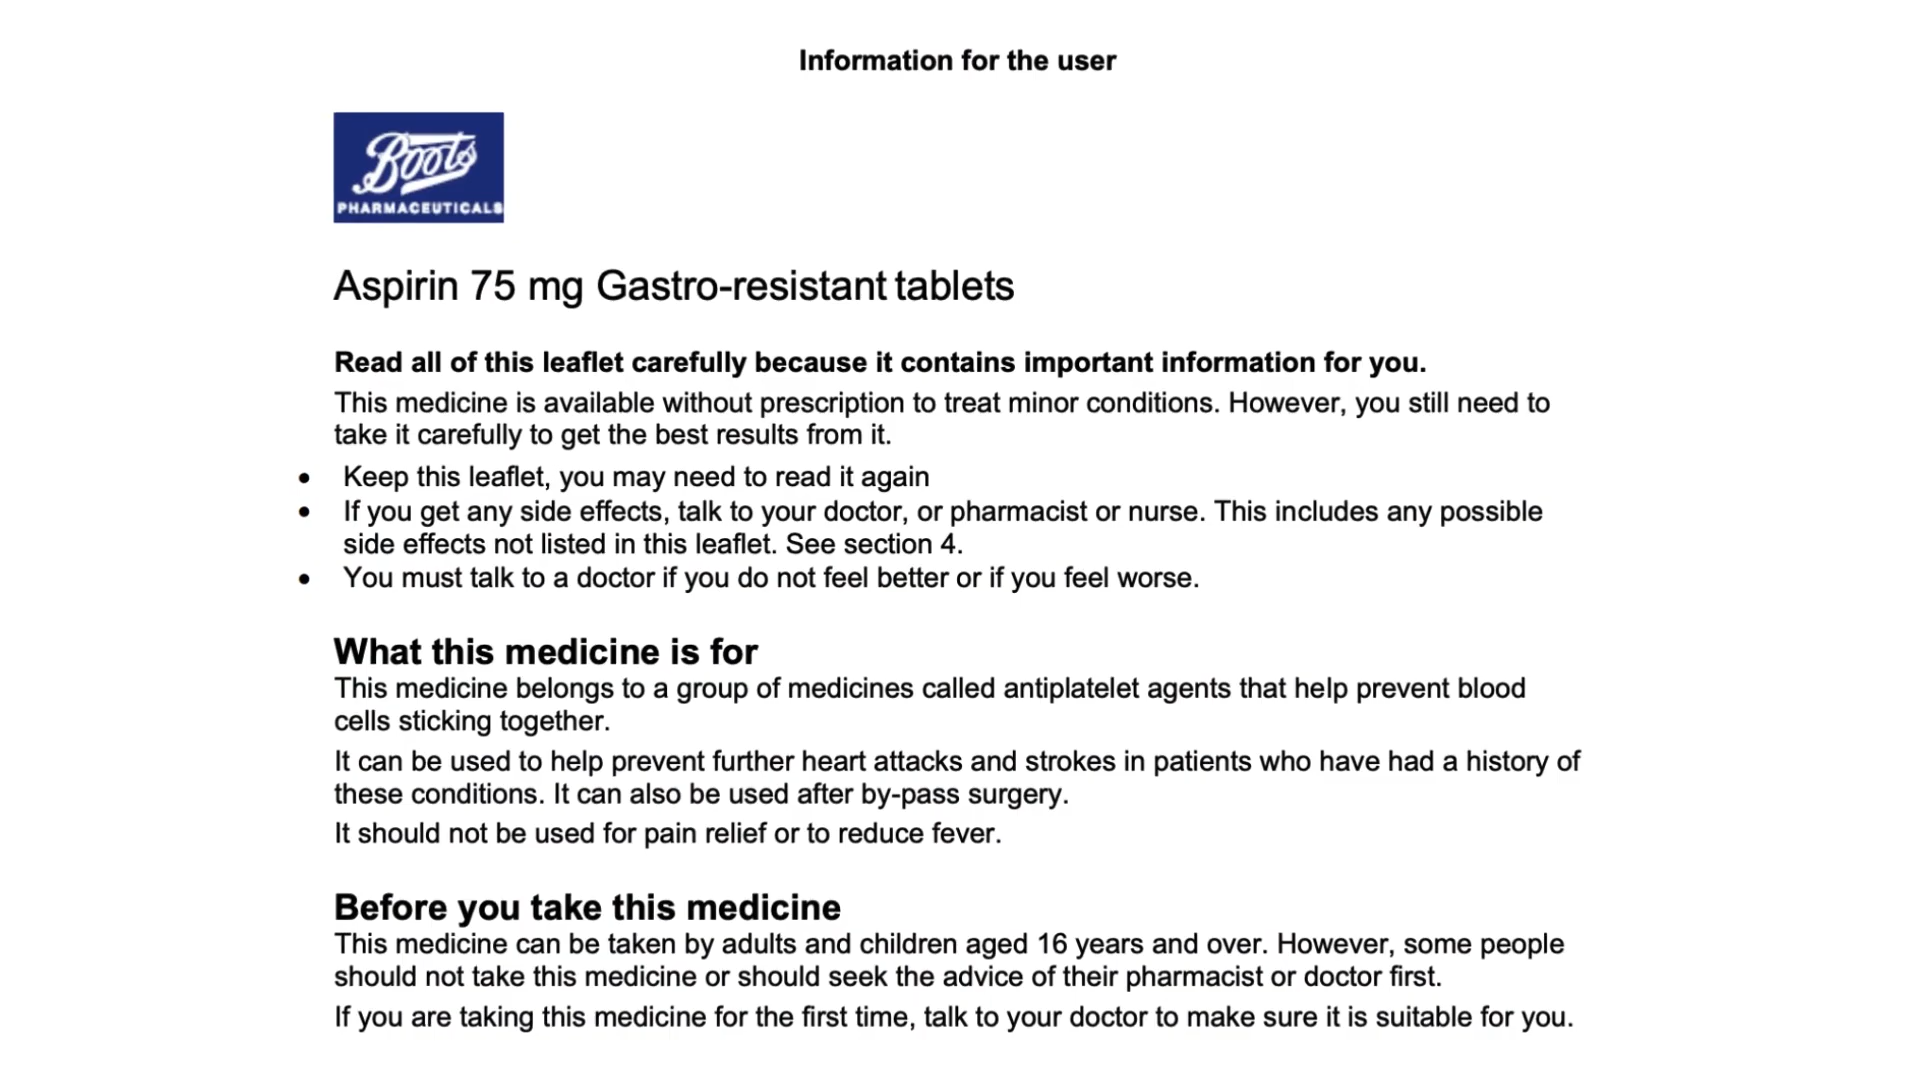 Information for the user
Boots
PHARMACEUTICALS
Aspirin 75 mg Gastro-resistant tablets
Read all of this leaflet carefully because it contains important information for you.
This medicine is available without prescription to treat minor conditions. However, you still need to
take it carefully to get the best results from it.
• Keep this leaflet, you may need to read it again
• If you get any side effects, talk to your doctor, or pharmacist or nurse. This includes any possible
side effects not listed in this leaflet. See section 4.
• You must talk to a doctor if you do not feel better or if you feel worse.
What this medicine is for
This medicine belongs to a group of medicines called antiplatelet agents that help prevent blood
cells sticking together.
It can be used to help prevent further heart attacks and strokes in patients who have had a history of
these conditions. It can also be used after by-pass surgery.
It should not be used for pain relief or to reduce fever.
Before you take this medicine
This medicine can be taken by adults and children aged 16 years and over. However, some people
should not take this medicine or should seek the advice of their pharmacist or doctor first.
If you are taking this medicine for the first time, talk to your doctor to make sure it is suitable for you.